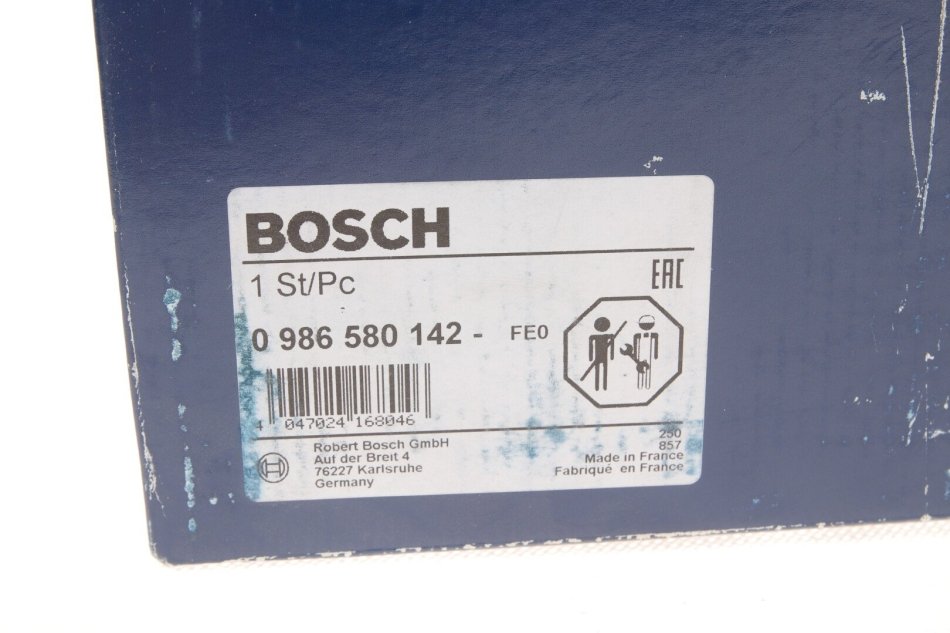 BOSCH
1 St/Pc
EAC
0 986 580 142 - FE0
4 047024 168046
Robert Bosch GmbH
Auf der Breit 4
76227 Karlsruhe
Germany
250
857
Made in France
Fabriqué en France